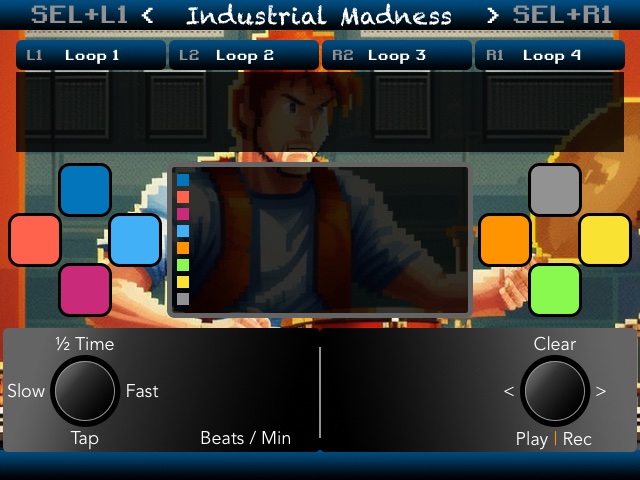 SEL+L1 < Industrial Madness > SEL+R1
L1 Loop 1 L2 Loop 2 R2 Loop 3 R1 Loop 4
½ Time
Slow Fast
Tap
Beats / Min
Clear
< >
Play | Rec